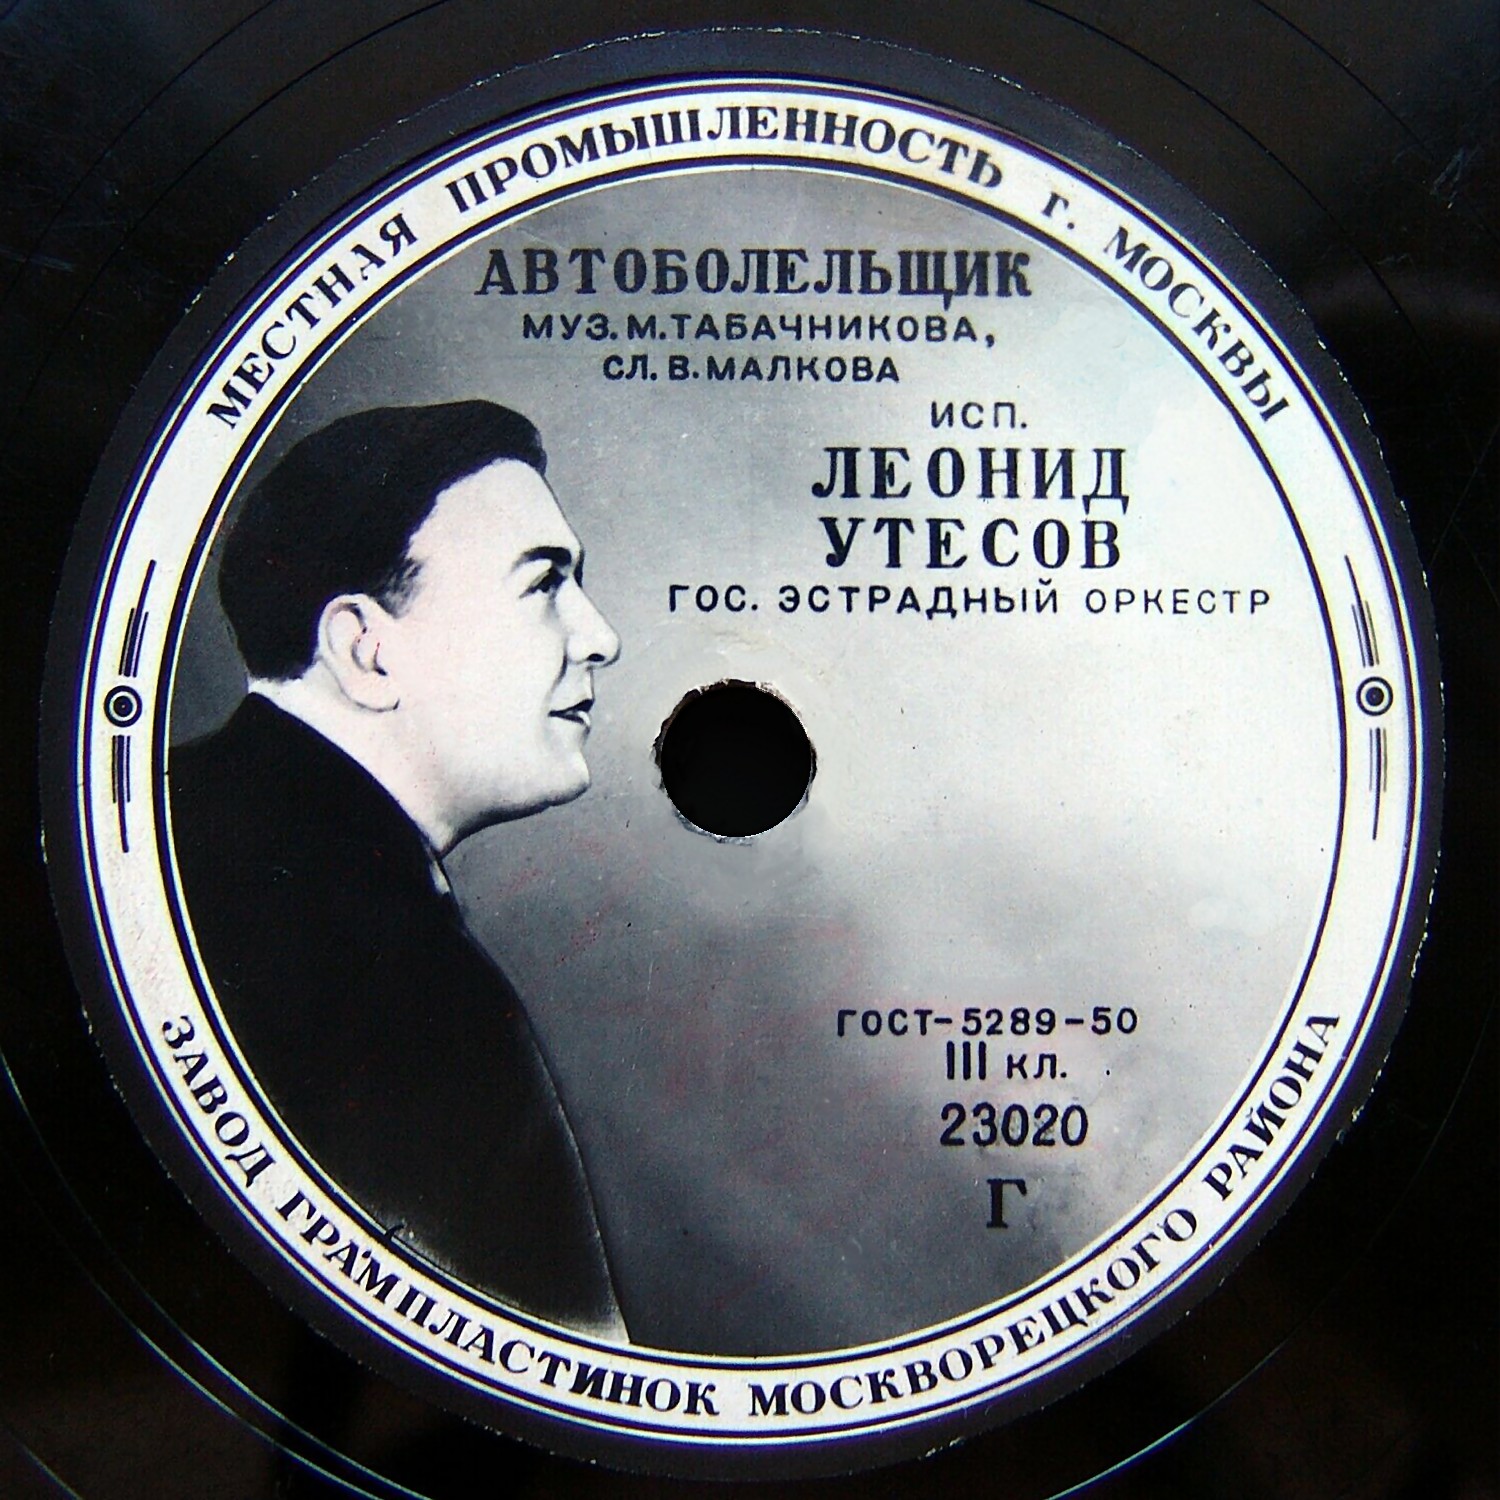 МЕСТНАЯ ПРОМЫШЛЕННОСТЬ г. МОСКВЫ
АВТОБОЛЕЛЬЩИК
МУЗ. М. ТАБАЧНИКОВА,
СЛ. В. МАЛКОВА
ИСП.
ЛЕОНИД
УТЕСОВ
ГОС. ЭСТРАДНЫЙ ОРКЕСТР
ГОСТ-5289-50
III КЛ.
23020
Г
ЗАВОД ГРАМПЛАСТИНОК МОСКВОРЕЦКОГО РАЙОНА